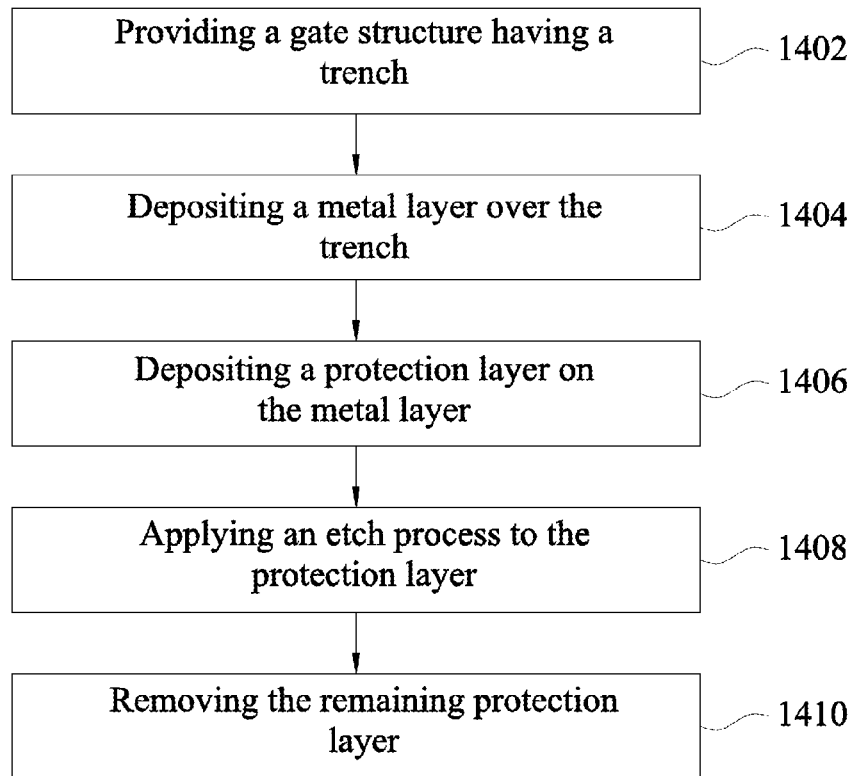 Providing a gate structure having a
trench
1402
Depositing a metal layer over the
trench
1404
Depositing a protection layer on
the metal layer
1406
Applying an etch process to the
protection layer
1408
Removing the remaining protection
layer
1410